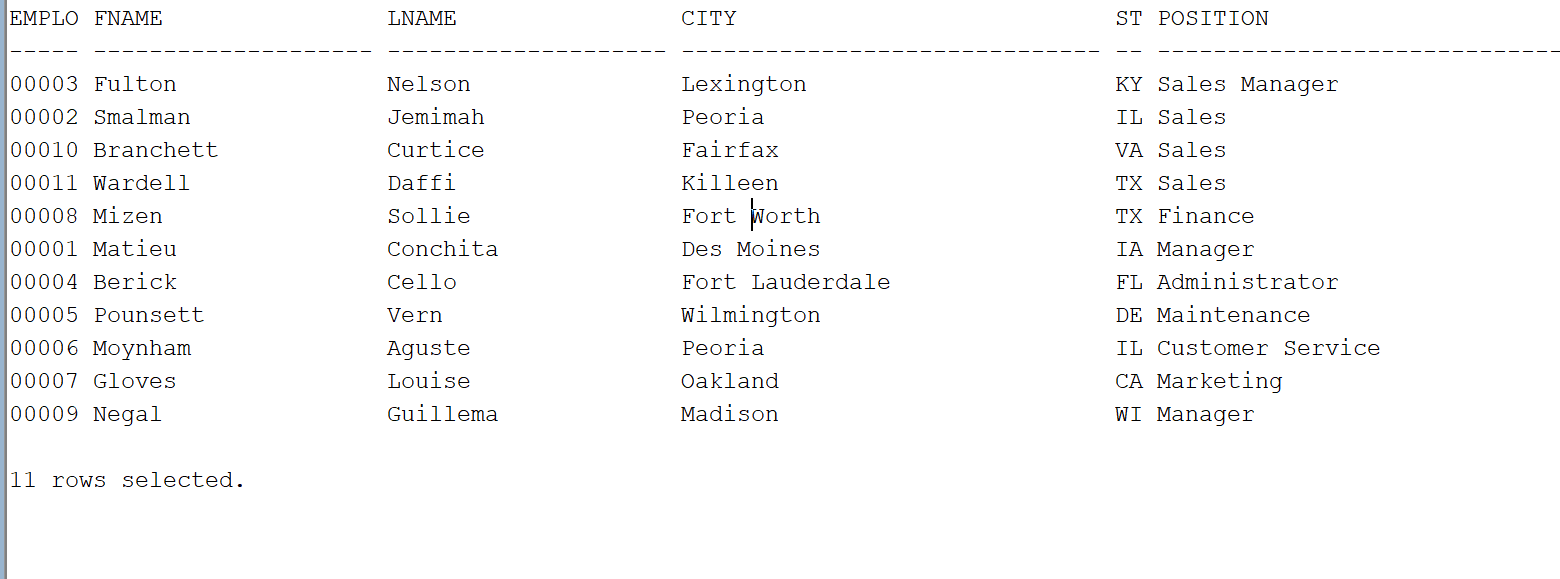 EMPLO FNAME                LNAME                CITY                           ST POSITION
----- -------------------- -------------------- ------------------------------ -- -----------------------------
00003 Fulton               Nelson               Lexington                      KY Sales Manager
00002 Smalman              Jemimah              Peoria                         IL Sales
00010 Branchett            Curtice              Fairfax                        VA Sales
00011 Wardell              Daffi                Killeen                        TX Sales
00008 Mizen                Sollie               Fort Worth                     TX Finance
00001 Matieu               Conchita             Des Moines                     IA Manager
00004 Berick               Cello                Fort Lauderdale                FL Administrator
00005 Pounsett             Vern                 Wilmington                     DE Maintenance
00006 Moynham              Aguste               Peoria                         IL Customer Service
00007 Gloves               Louise               Oakland                        CA Marketing
00009 Negal                Guillema             Madison                        WI Manager
11 rows selected.